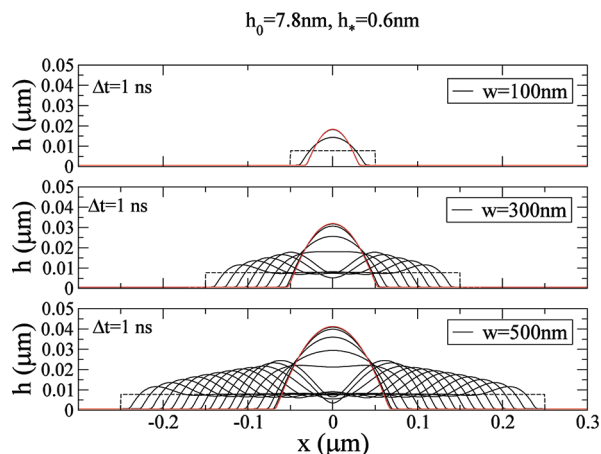 h₀=7.8nm, h*=0.6nm
0.05
0.04
0.03
0.02
0.01
0
h (μm)
Δt=1 ns
w=100nm
0.05
0.04
0.03
0.02
0.01
0
h (μm)
Δt=1 ns
w=300nm
0.05
0.04
0.03
0.02
0.01
0
h (μm)
Δt=1 ns
w=500nm
-0.2 -0.1 0 0.1 0.2 0.3
x (μm)